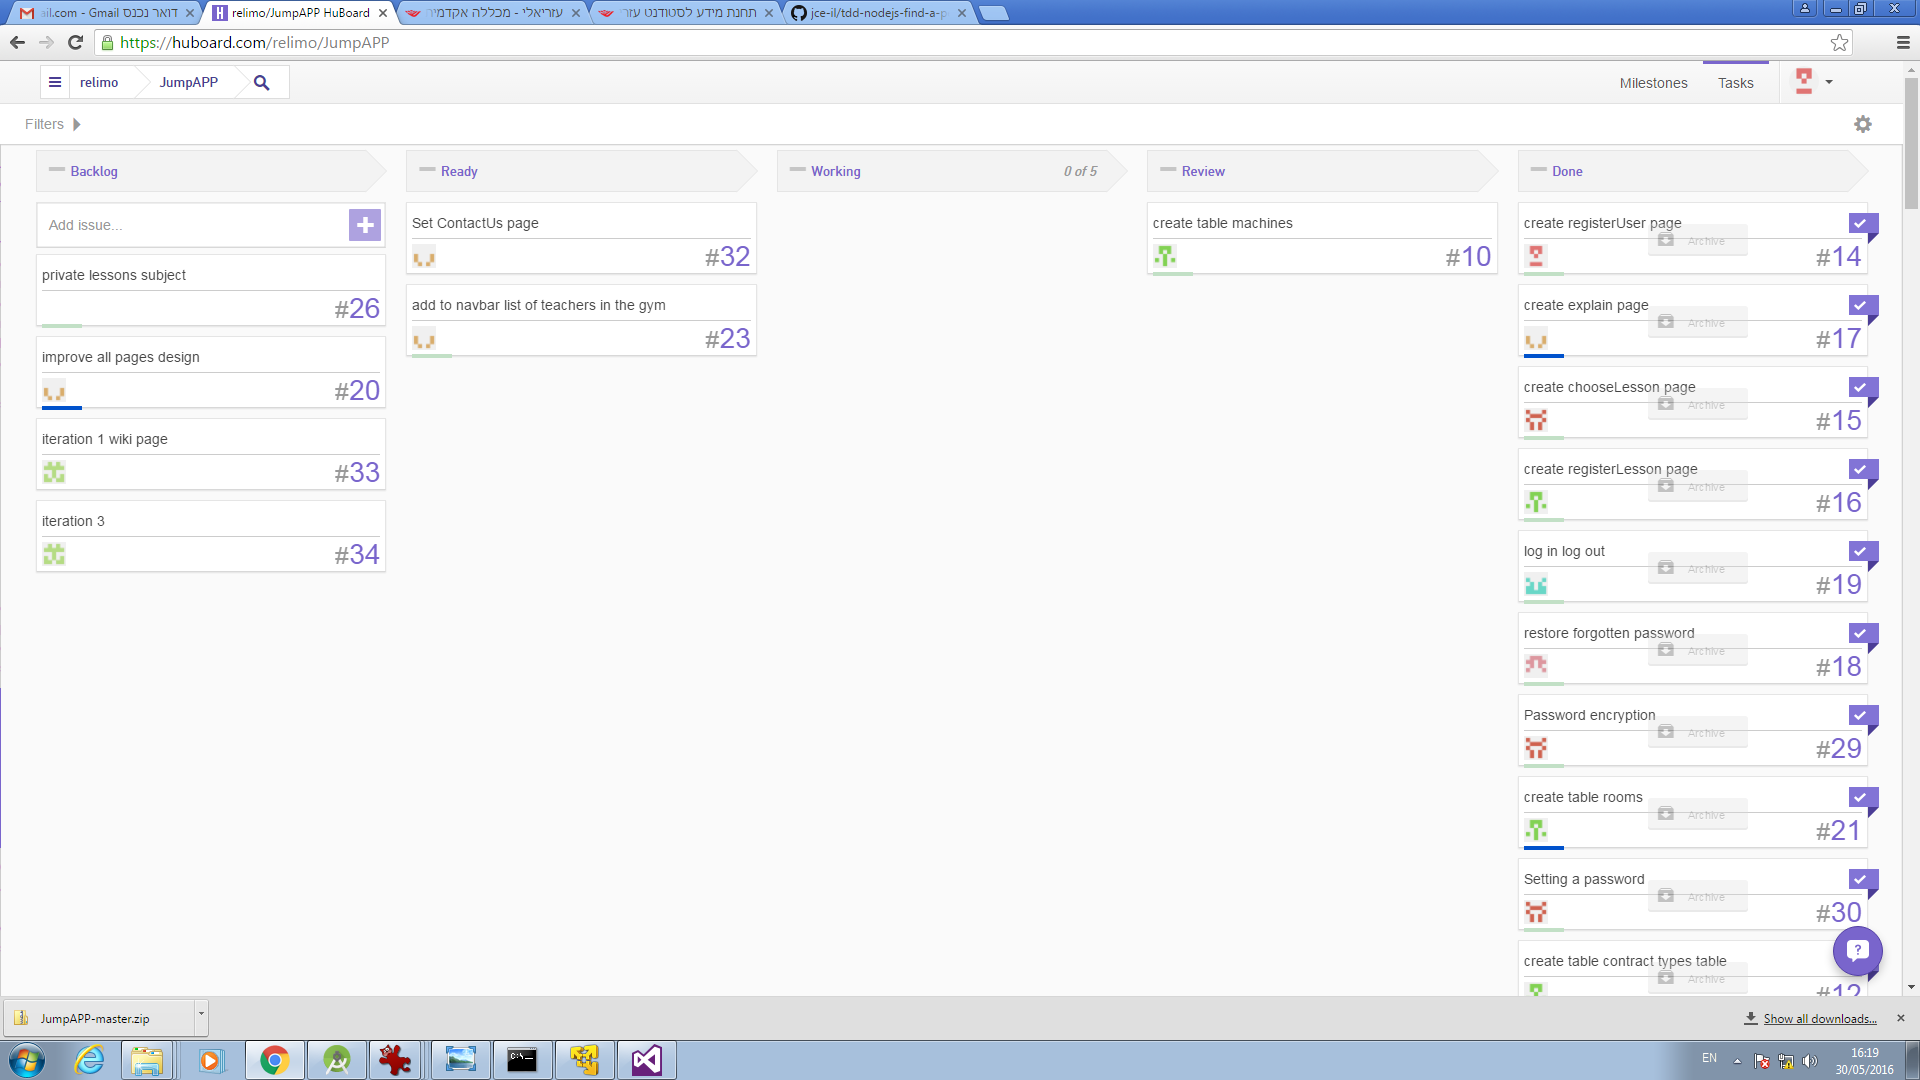 ail.com - Gmail דואר נכנס
relimo/JumpAPP HuBoard
עזריאלי - מכללה אקדמית
תחנת מידע לסטודנט עזרי
jce-il/tdd-nodejs-find-a-p
https://huboard.com/relimo/JumpAPP
relimo
JumpAPP
Milestones
Tasks
Filters
Backlog
Ready
Working
0 of 5
Review
Done
Add issue...
private lessons subject
#26
improve all pages design
#20
iteration 1 wiki page
#33
iteration 3
#34
Set ContactUs page
#32
add to navbar list of teachers in the gym
#23
create table machines
#10
create registerUser page
Archive
#14
create explain page
Archive
#17
create chooseLesson page
Archive
#15
create registerLesson page
Archive
#16
log in log out
Archive
#19
restore forgotten password
Archive
#18
Password encryption
Archive
#29
create table rooms
Archive
#21
Setting a password
Archive
#30
create table contract types table
Archive
#12
JumpAPP-master.zip
Show all downloads...
EN
16:19
30/05/2016